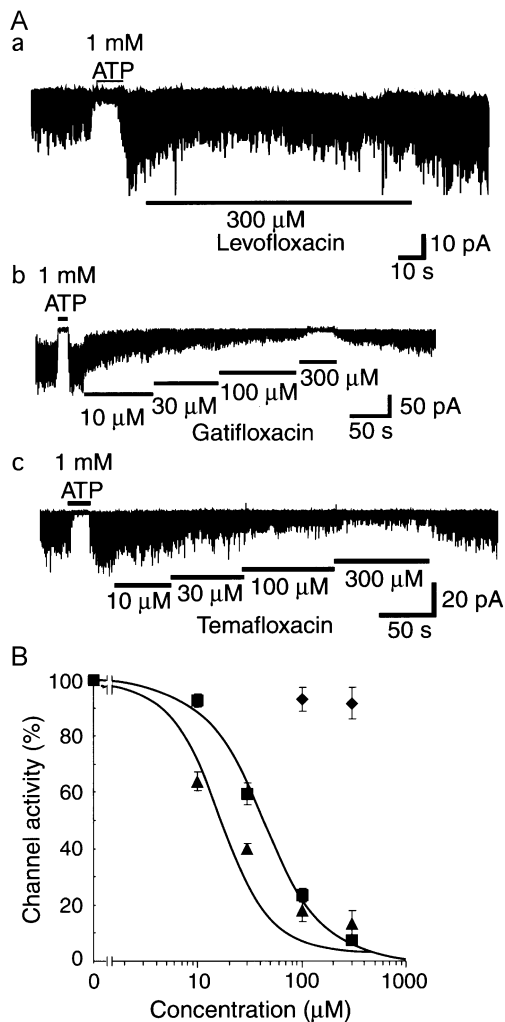 A
a
1 mM
ATP
300 μM
Levofloxacin
10 pA
10 s
b
1 mM
ATP
10 μM
30 μM
100 μM
300 μM
Gatifloxacin
50 pA
50 s
c
1 mM
ATP
10 μM
30 μM
100 μM
300 μM
Temafloxacin
20 pA
50 s
B
100
80
60
40
20
0
Channel activity (%)
0 10 100 1000
Concentration (μM)